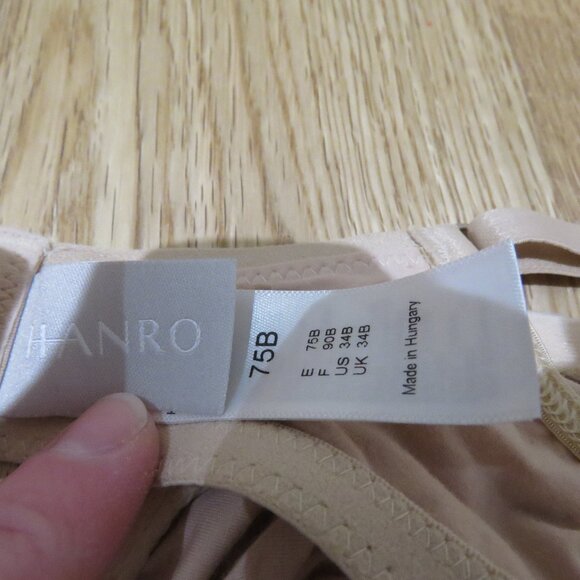 HANRO
75B
E 75B
F 90B
US 34B
UK 34B
Made in Hungary